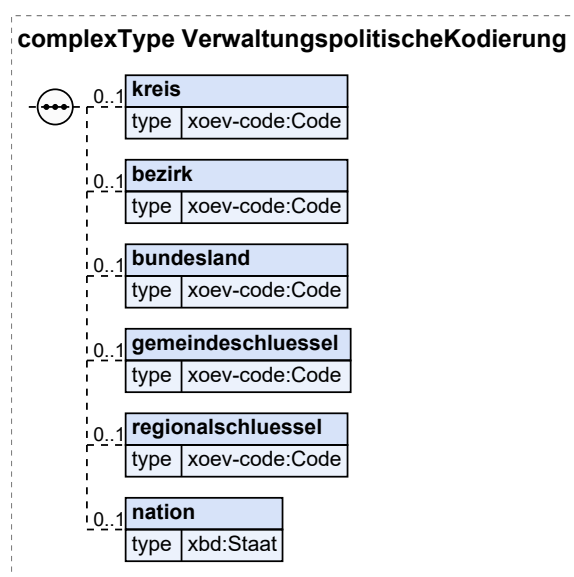 complexType VerwaltungspolitischeKodierung
0..1 kreis
type xoev-code:Code
0..1 bezirk
type xoev-code:Code
0..1 bundesland
type xoev-code:Code
0..1 gemeindeschluessel
type xoev-code:Code
0..1 regionalschluessel
type xoev-code:Code
0..1 nation
type xbd:Staat